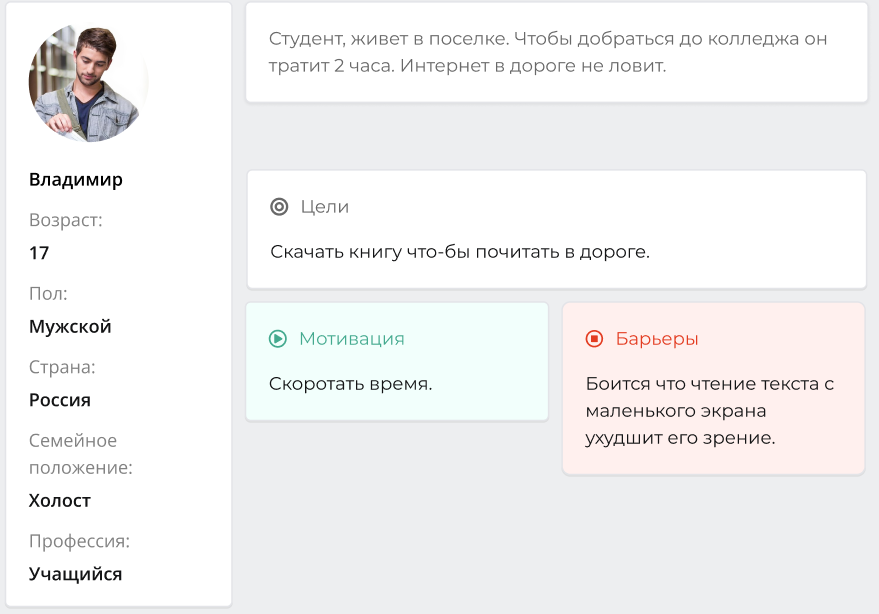 Владимир
Возраст:
17
Пол:
Мужской
Страна:
Россия
Семейное
положение:
Холост
Профессия:
Учащийся
Студент, живет в поселке. Чтобы добраться до колледжа он
тратит 2 часа. Интернет в дороге не ловит.
Цели
Скачать книгу что-бы почитать в дороге.
Мотивация
Скоротать время.
Барьеры
Боится что чтение текста с
маленького экрана
ухудшит его зрение.